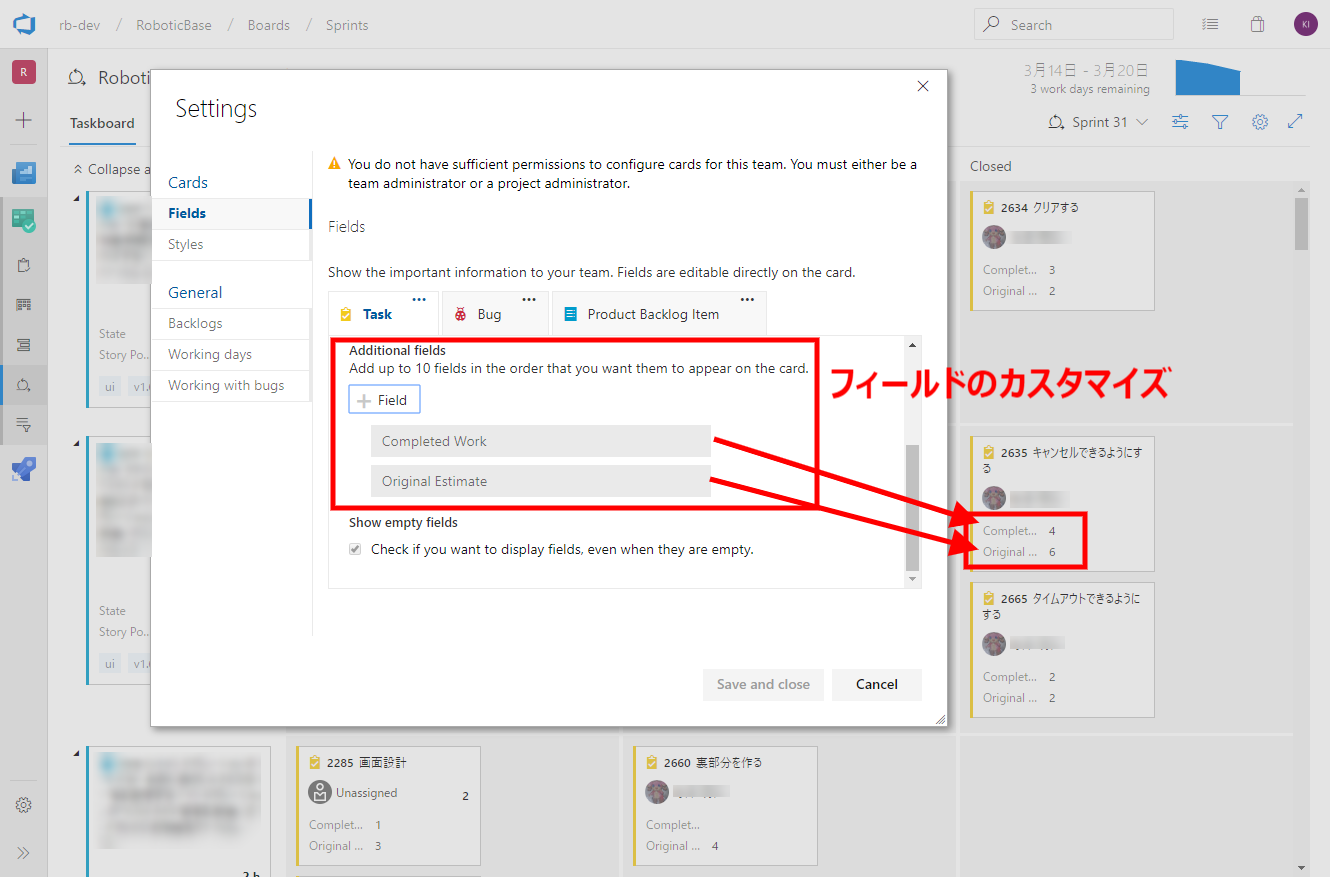 rb-dev / RoboticBase / Boards / Sprints
Search
KI
R
Roboti
3月14日 - 3月20日
3 work days remaining
Taskboard
Sprint 31
Collapse a
Closed
Settings
Cards
Fields
Styles
General
Backlogs
Working days
Working with bugs
You do not have sufficient permissions to configure cards for this team. You must either be a
team administrator or a project administrator.
Fields
Show the important information to your team. Fields are editable directly on the card.
Task
Bug
Product Backlog Item
Additional fields
Add up to 10 fields in the order that you want them to appear on the card.
Field
Completed Work
Original Estimate
Show empty fields
Check if you want to display fields, even when they are empty.
Save and close
Cancel
フィールドのカスタマイズ
State
Story Po...
ui v1.
State
Story Po...
ui v1.
2 h
2634 クリアする
Complet... 3
Original ... 2
2635 キャンセルできるようにす
る
Complet... 4
Original ... 6
2665 タイムアウトできるように
する
Complet... 2
Original ... 2
2285 画面設計
Unassigned 2
Complet... 1
Original ... 3
2660 裏部分を作る
Complet...
Original ... 4